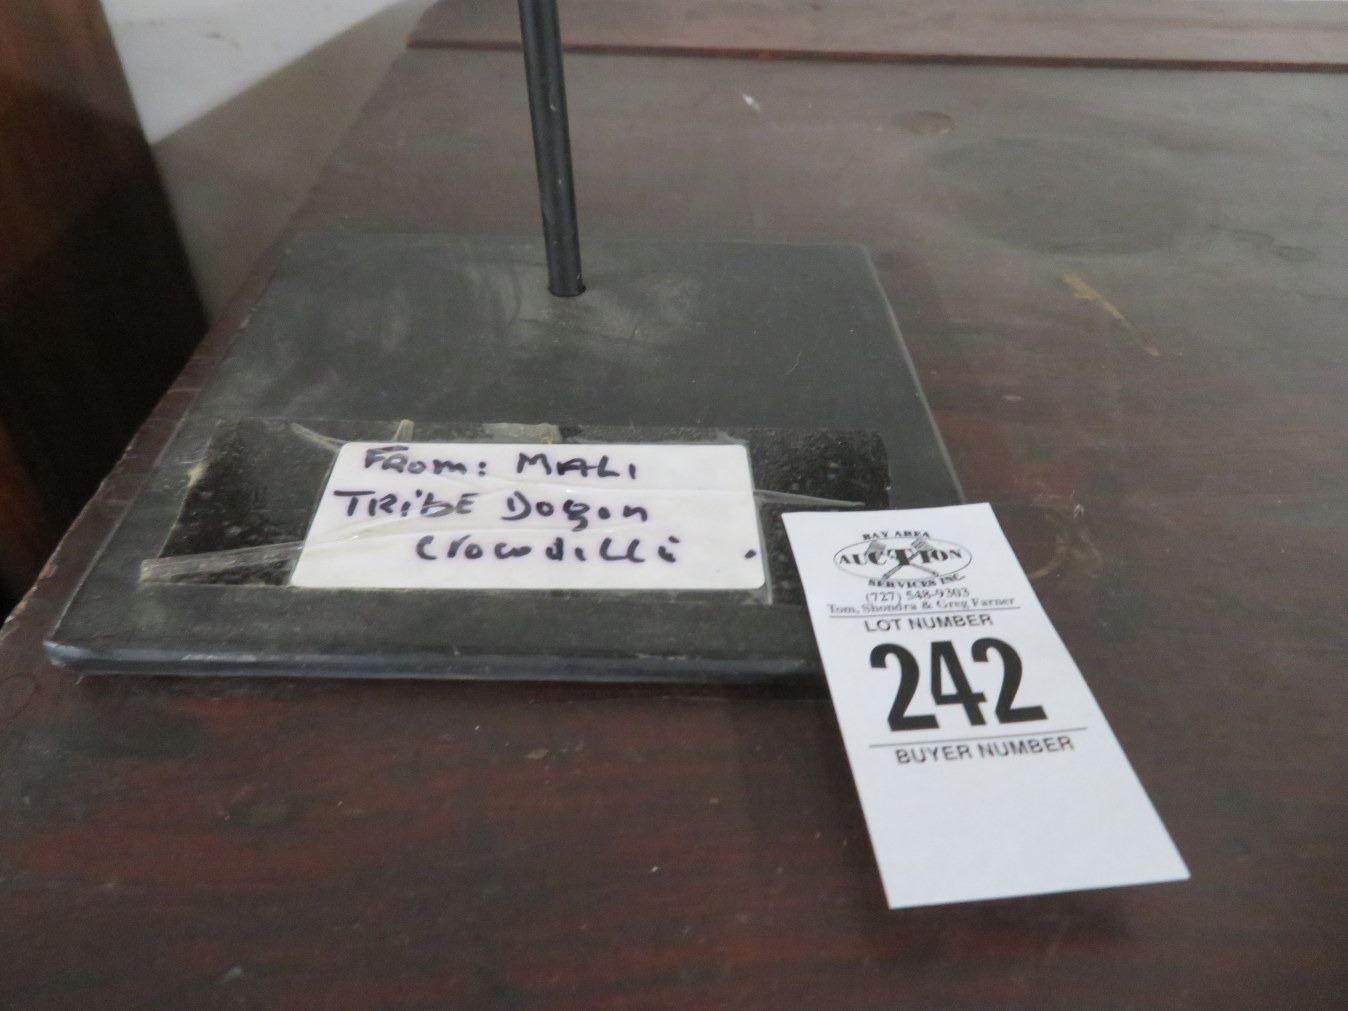 From: MALI
TRibE Dogon
Crocodille .
BAY AREA
AUCTION
SERVICES INC.
(727) 548-9303
Tom, Shondra & Greg Farner
LOT NUMBER
242
BUYER NUMBER